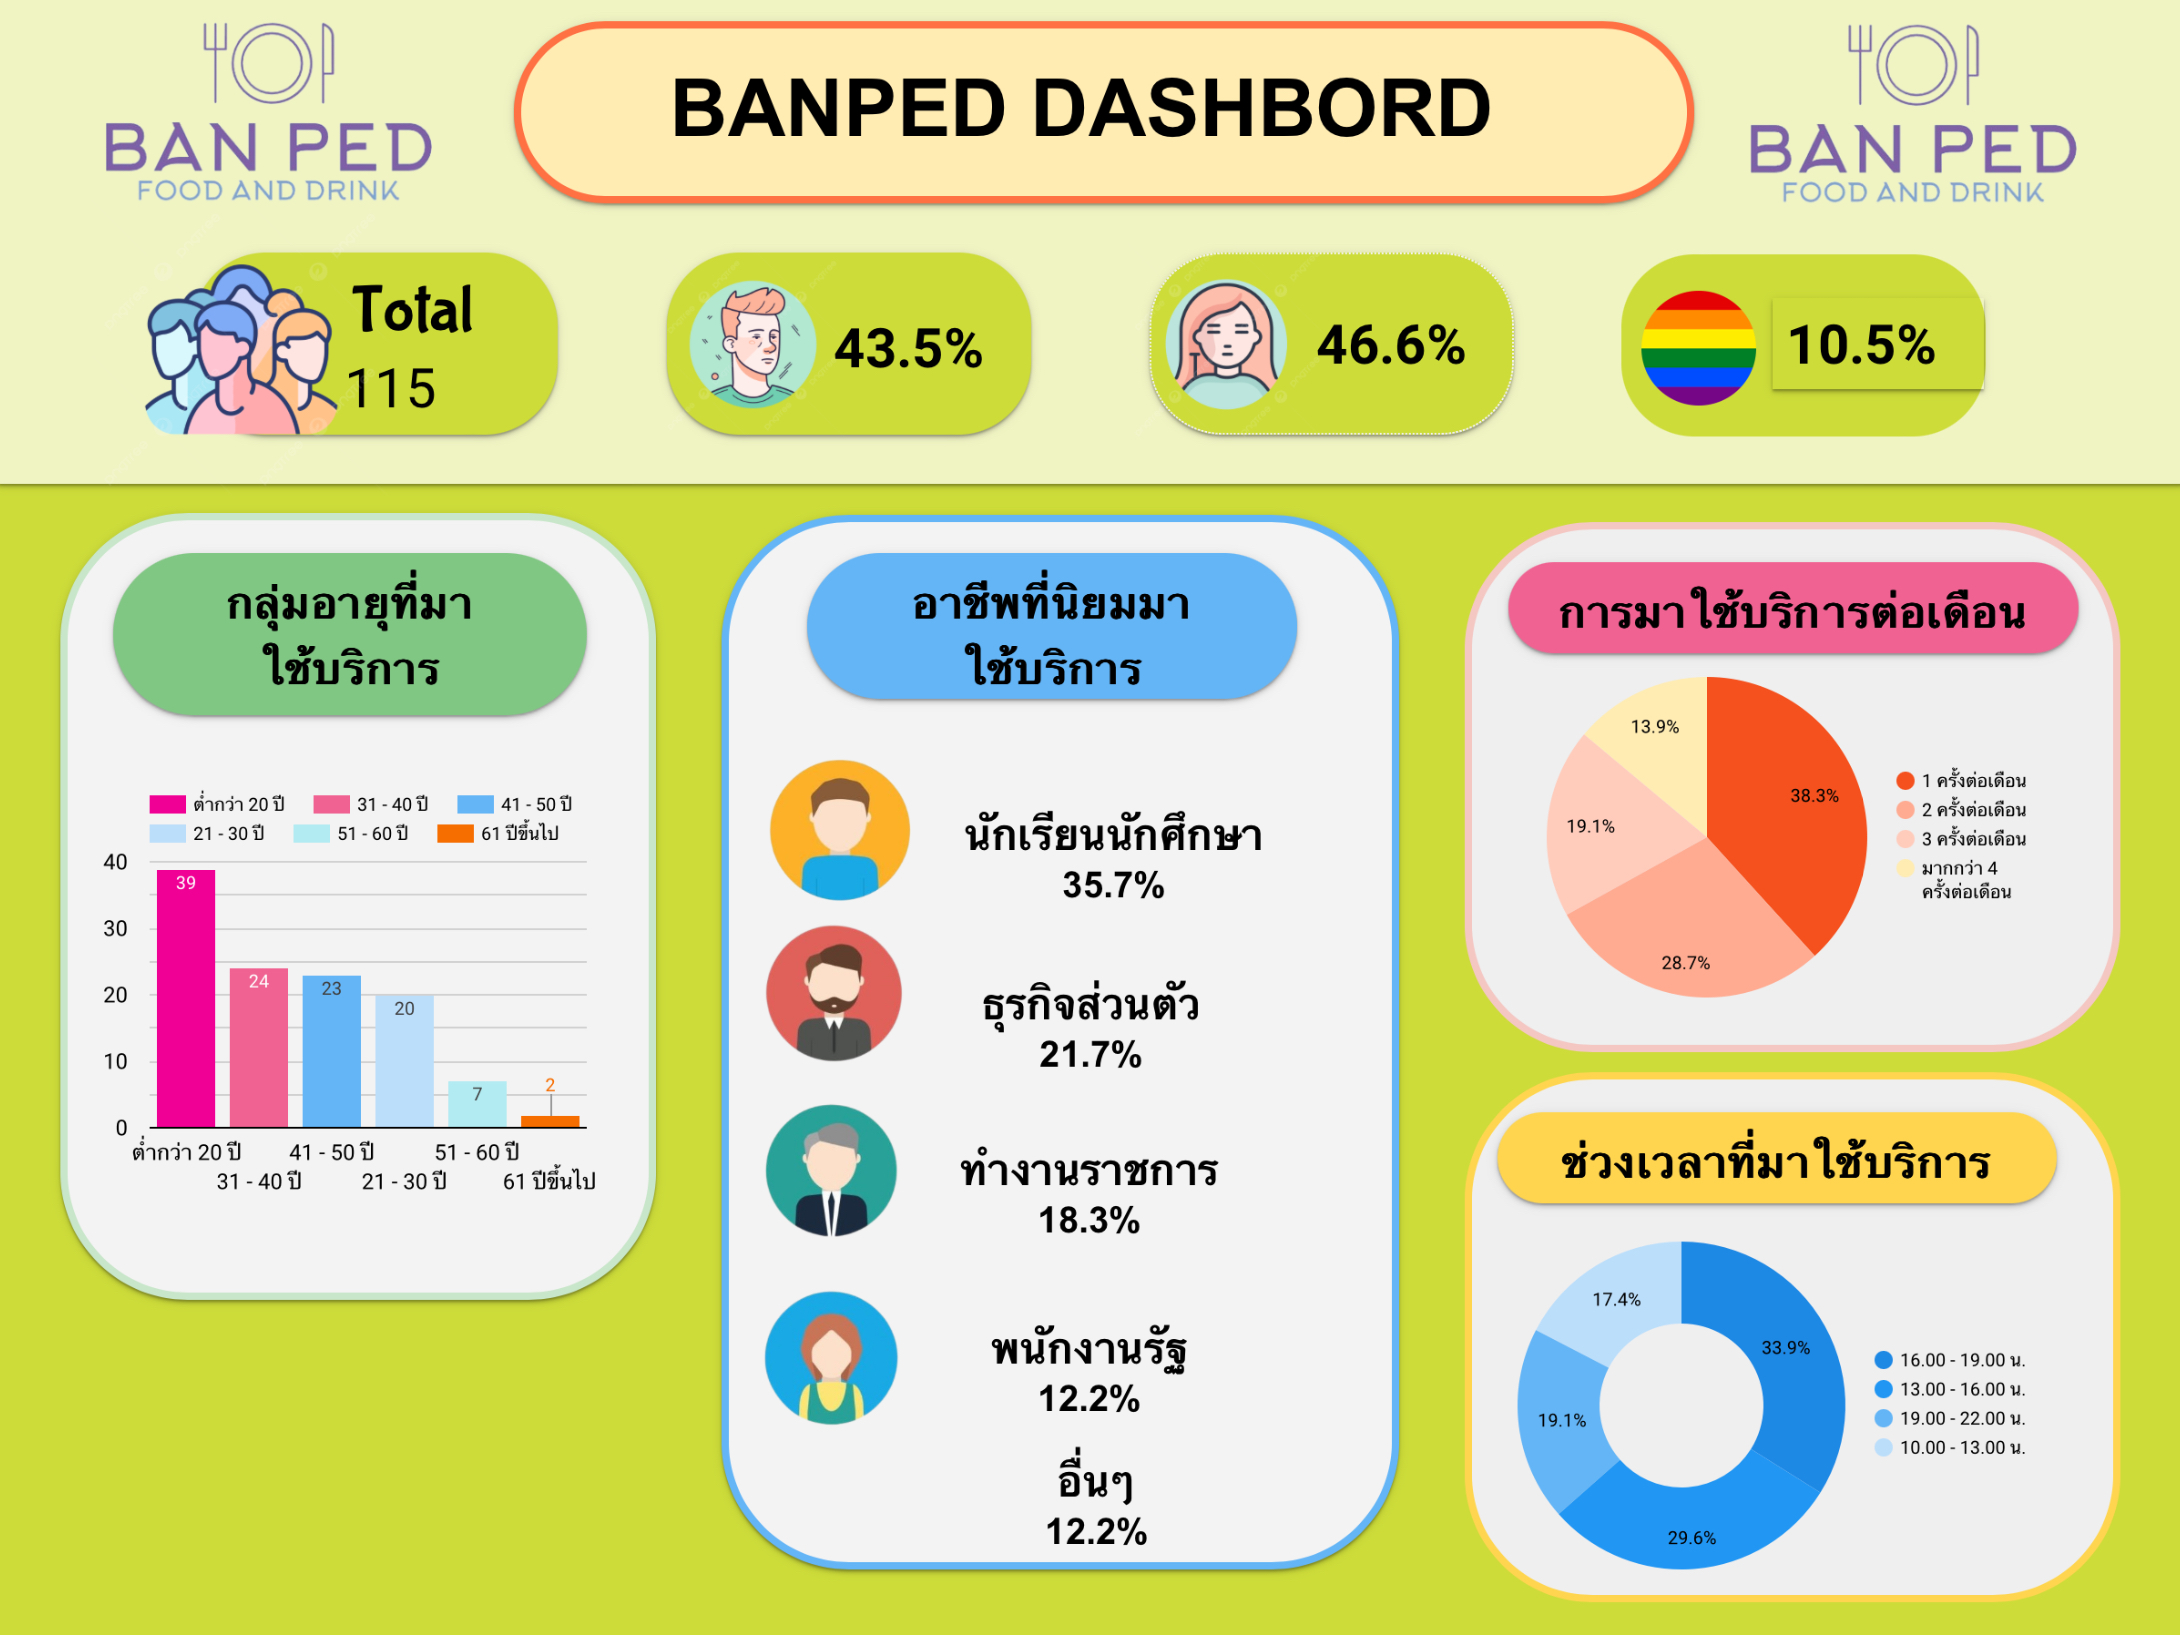 BAN PED
FOOD AND DRINK
BANPED DASHBORD
BAN PED
FOOD AND DRINK
Total
115
43.5%
46.6%
10.5%
กลุ่มอายุที่มา
ใช้บริการ
ต่ำกว่า 20 ปี
31 - 40 ปี
41 - 50 ปี
21 - 30 ปี
51 - 60 ปี
61 ปีขึ้นไป
40
30
20
10
0
39
24
23
20
7
2
ต่ำกว่า 20 ปี
31 - 40 ปี
41 - 50 ปี
21 - 30 ปี
51 - 60 ปี
61 ปีขึ้นไป
อาชีพที่นิยมมา
ใช้บริการ
นักเรียนนักศึกษา
35.7%
ธุรกิจส่วนตัว
21.7%
ทำงานราชการ
18.3%
พนักงานรัฐ
12.2%
อื่นๆ
12.2%
การมาใช้บริการต่อเดือน
13.9%
38.3%
19.1%
28.7%
1 ครั้งต่อเดือน
2 ครั้งต่อเดือน
3 ครั้งต่อเดือน
มากกว่า 4
ครั้งต่อเดือน
ช่วงเวลาที่มาใช้บริการ
17.4%
33.9%
19.1%
29.6%
16.00 - 19.00 น.
13.00 - 16.00 น.
19.00 - 22.00 น.
10.00 - 13.00 น.